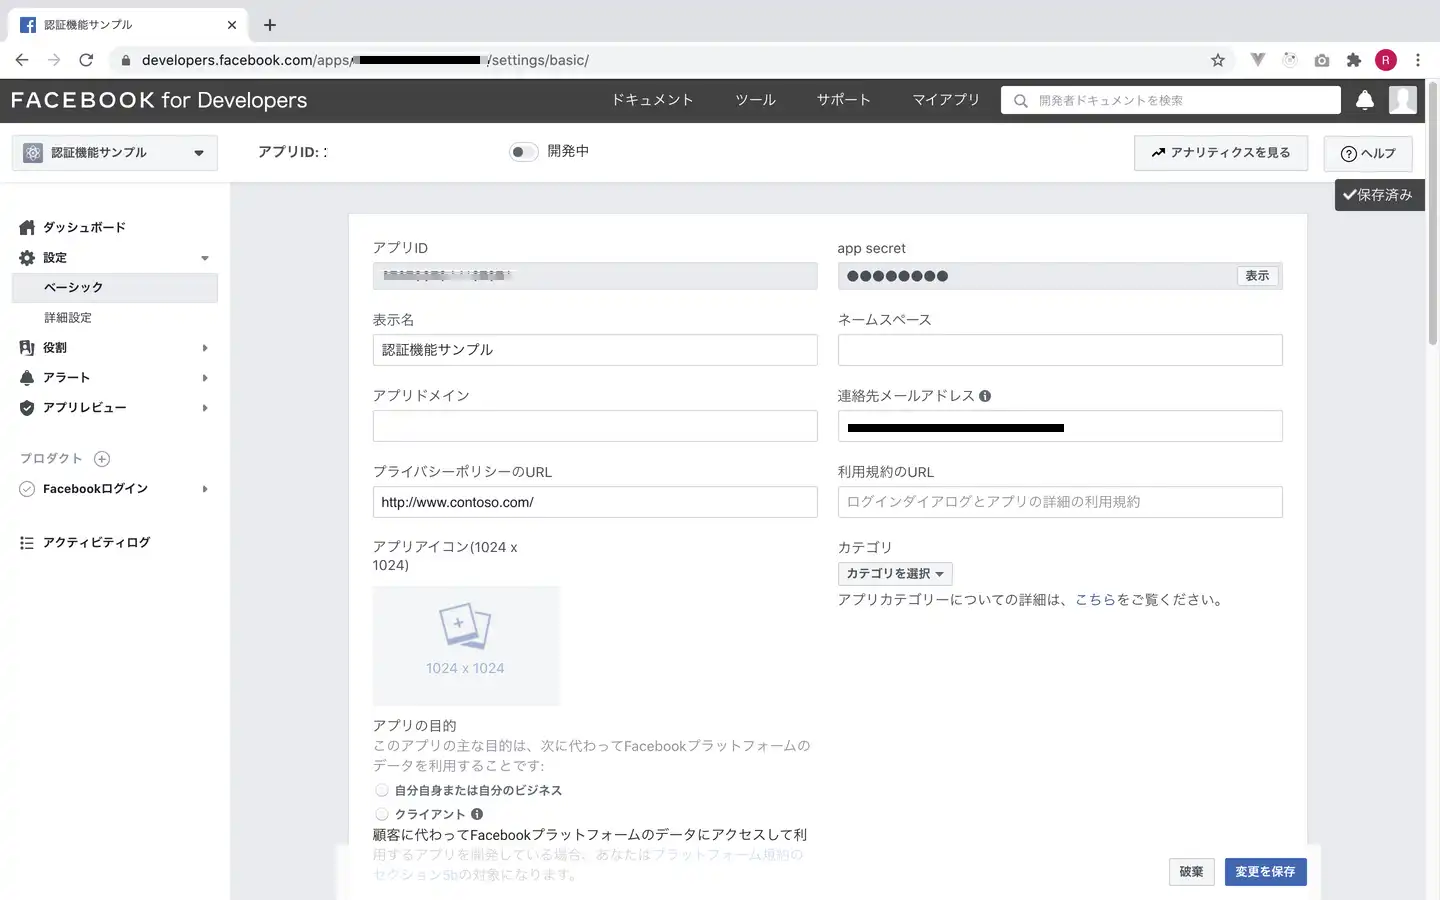 認証機能サンプル
developers.facebook.com/apps/ /settings/basic/
R
FACEBOOK for Developers
ドキュメント
ツール
サポート
マイアプリ
開発者ドキュメントを検索
認証機能サンプル
アプリID: :
開発中
アナリティクスを見る
ヘルプ
保存済み
ダッシュボード
設定
ベーシック
詳細設定
役割
アラート
アプリレビュー
プロダクト
Facebookログイン
アクティビティログ
アプリID
app secret
●●●●●●●●
表示
表示名
認証機能サンプル
ネームスペース
アプリドメイン
連絡先メールアドレス
プライバシーポリシーのURL
http://www.contoso.com/
利用規約のURL
ログインダイアログとアプリの詳細の利用規約
アプリアイコン(1024 x
1024)
1024 x 1024
カテゴリ
カテゴリを選択
アプリカテゴリーについての詳細は、こちらをご覧ください。
アプリの目的
このアプリの主な目的は、次に代わってFacebookプラットフォームの
データを利用することです:
自分自身または自分のビジネス
クライアント
顧客に代わってFacebookプラットフォームのデータにアクセスして利
用するアプリを開発している場合、あなたはプラットフォーム規約の
セクション5bの対象になります。
破棄
変更を保存